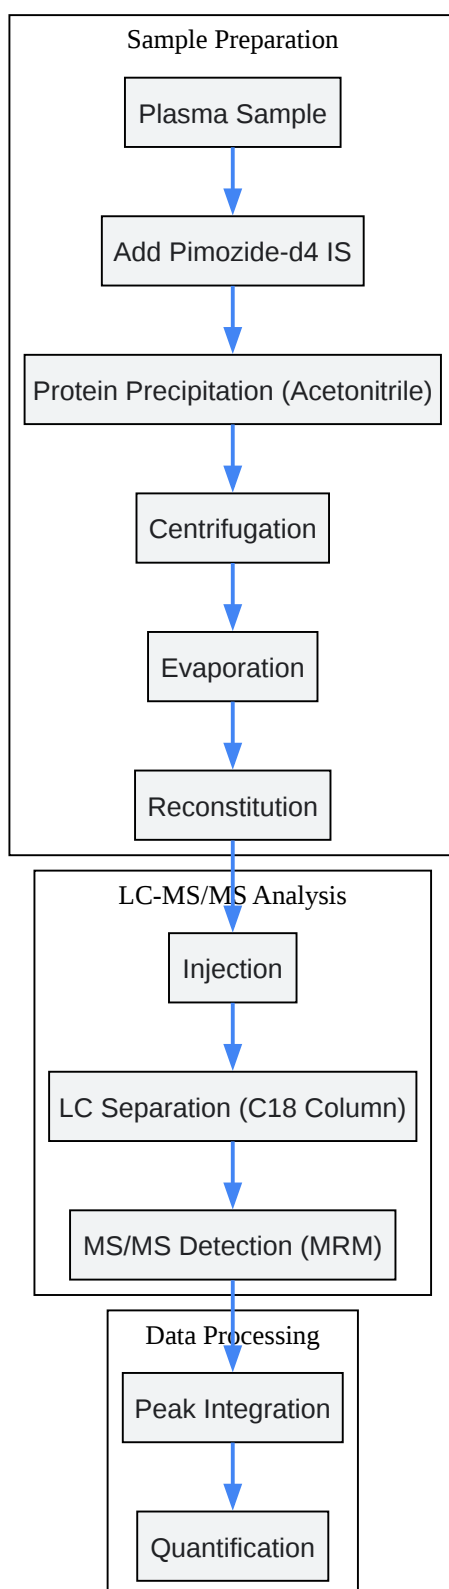 Sample Preparation
Plasma Sample
Add Pimozide-d4 IS
Protein Precipitation (Acetonitrile)
Centrifugation
Evaporation
Reconstitution
LC-MS/MS Analysis
Injection
LC Separation (C18 Column)
MS/MS Detection (MRM)
Data Processing
Peak Integration
Quantification